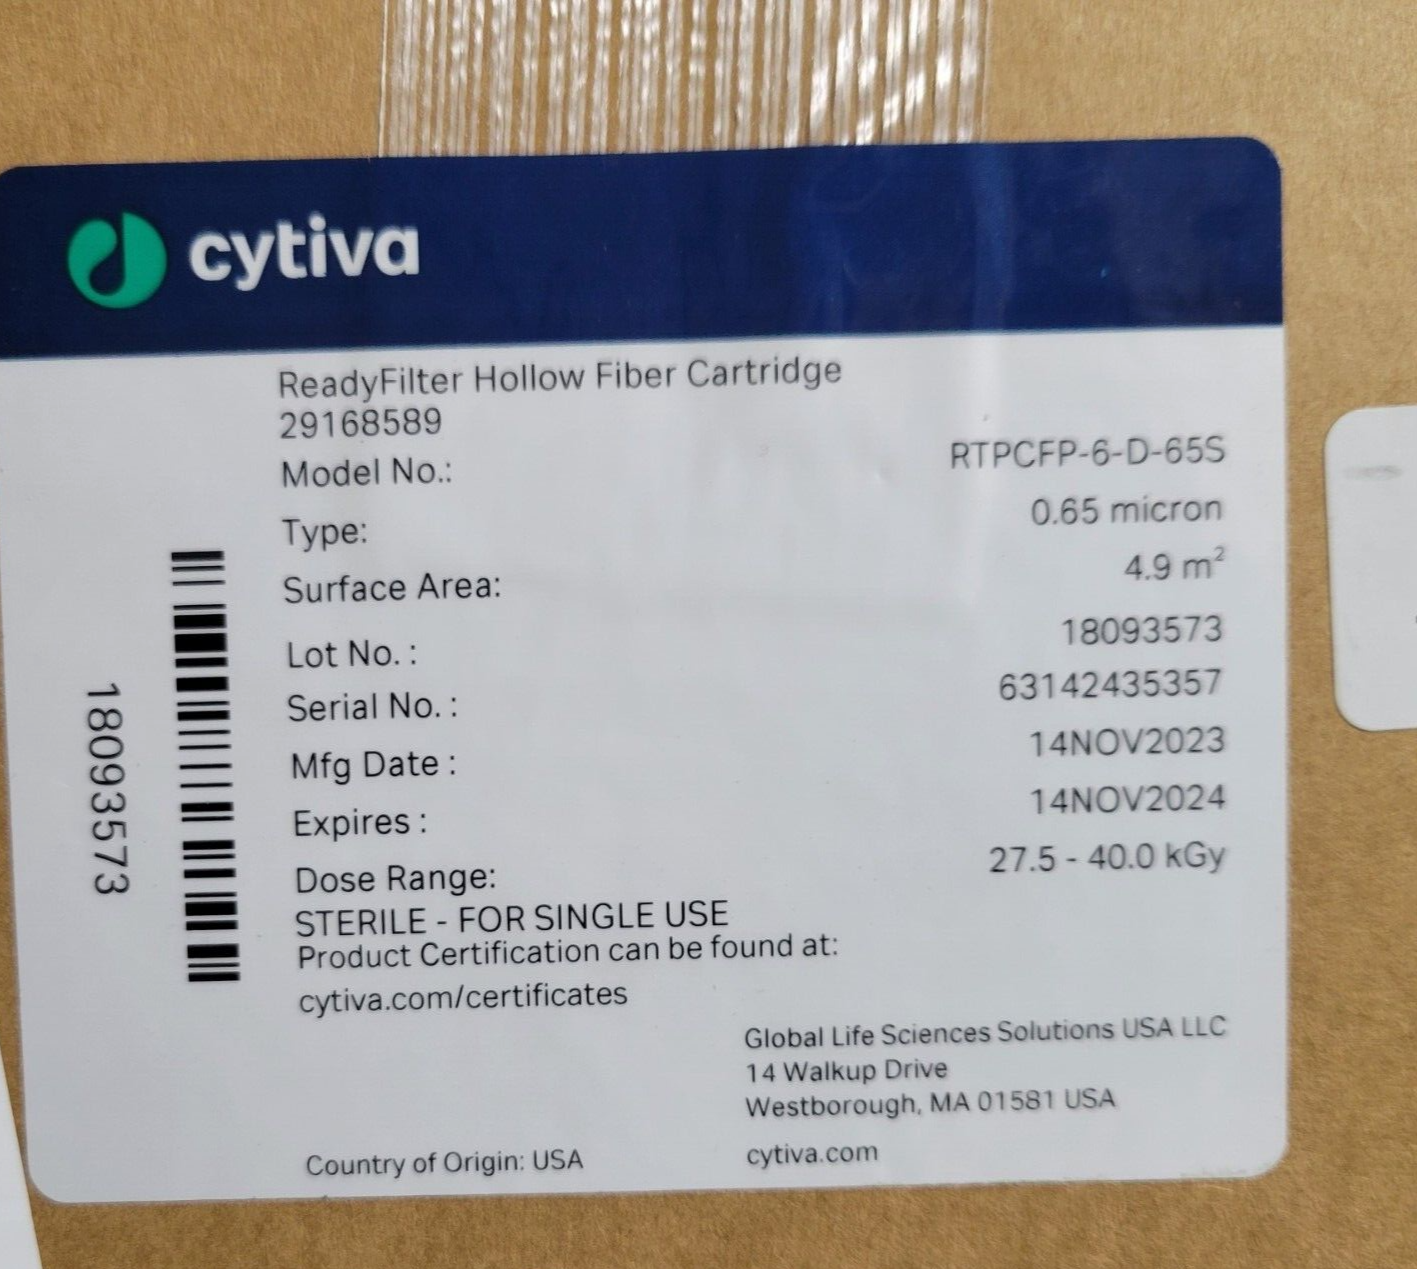 cytiva
ReadyFilter Hollow Fiber Cartridge
29168589
Model No.: RTPCFP-6-D-65S
Type: 0.65 micron
Surface Area: 4.9 m²
Lot No. : 18093573
Serial No. : 63142435357
Mfg Date : 14NOV2023
Expires : 14NOV2024
Dose Range: 27.5 - 40.0 kGy
STERILE - FOR SINGLE USE
Product Certification can be found at:
cytiva.com/certificates
18093573
Global Life Sciences Solutions USA LLC
14 Walkup Drive
Westborough, MA 01581 USA
Country of Origin: USA
cytiva.com